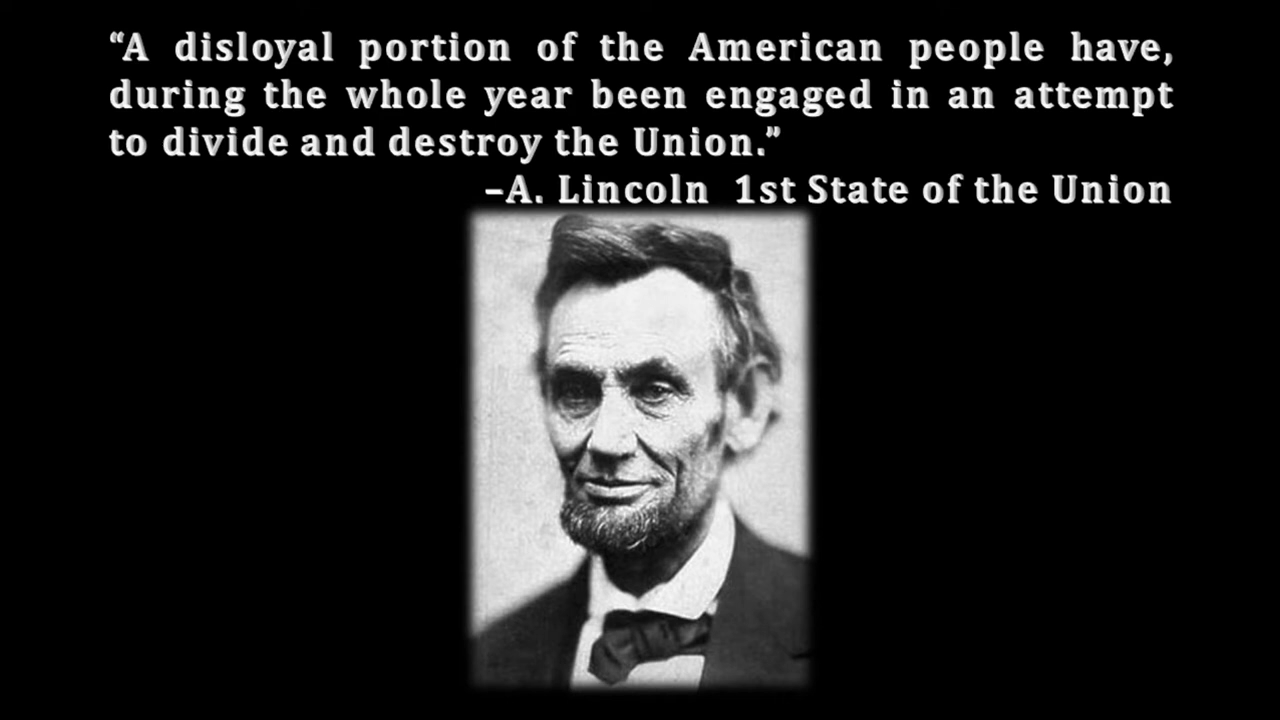 “A disloyal portion of the American people have,
during the whole year been engaged in an attempt
to divide and destroy the Union.”
–A. Lincoln 1st State of the Union